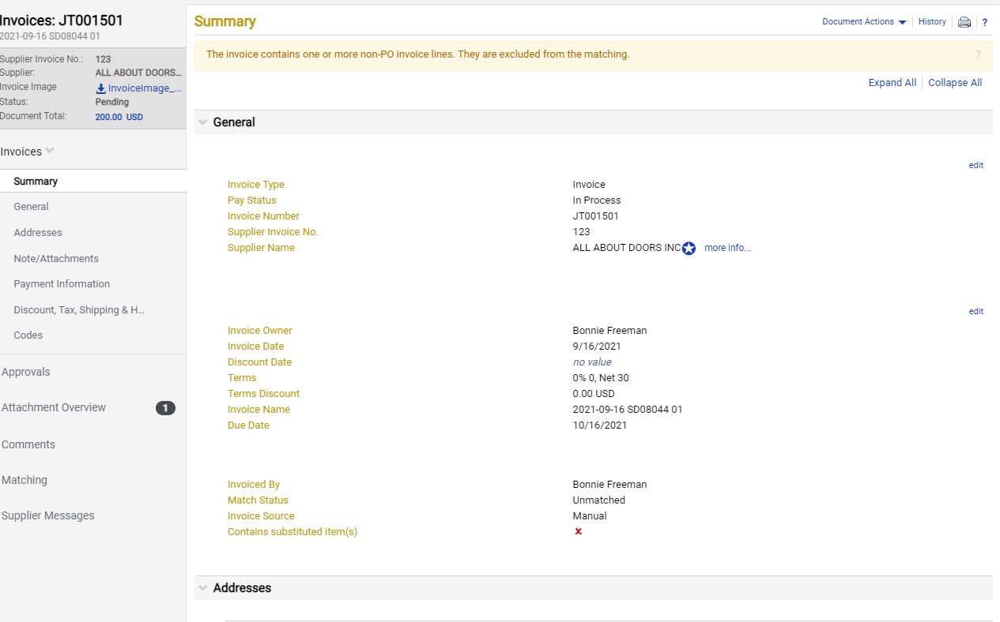 Invoices: JT001501
2021-09-16 SD08044 01
Supplier Invoice No.: 123
Supplier: ALL ABOUT DOORS...
Invoice Image InvoiceImage_...
Status: Pending
Document Total: 200.00 USD
Invoices
Summary
General
Addresses
Note/Attachments
Payment Information
Discount, Tax, Shipping & H...
Codes
Approvals
Attachment Overview 1
Comments
Matching
Supplier Messages
Summary
Document Actions History ?
The invoice contains one or more non-PO invoice lines. They are excluded from the matching. ?
Expand All Collapse All
General
edit
Invoice Type Invoice
Pay Status In Process
Invoice Number JT001501
Supplier Invoice No. 123
Supplier Name ALL ABOUT DOORS INC more info...
edit
Invoice Owner Bonnie Freeman
Invoice Date 9/16/2021
Discount Date no value
Terms 0% 0, Net 30
Terms Discount 0.00 USD
Invoice Name 2021-09-16 SD08044 01
Due Date 10/16/2021
Invoiced By Bonnie Freeman
Match Status Unmatched
Invoice Source Manual
Contains substituted item(s)
Addresses